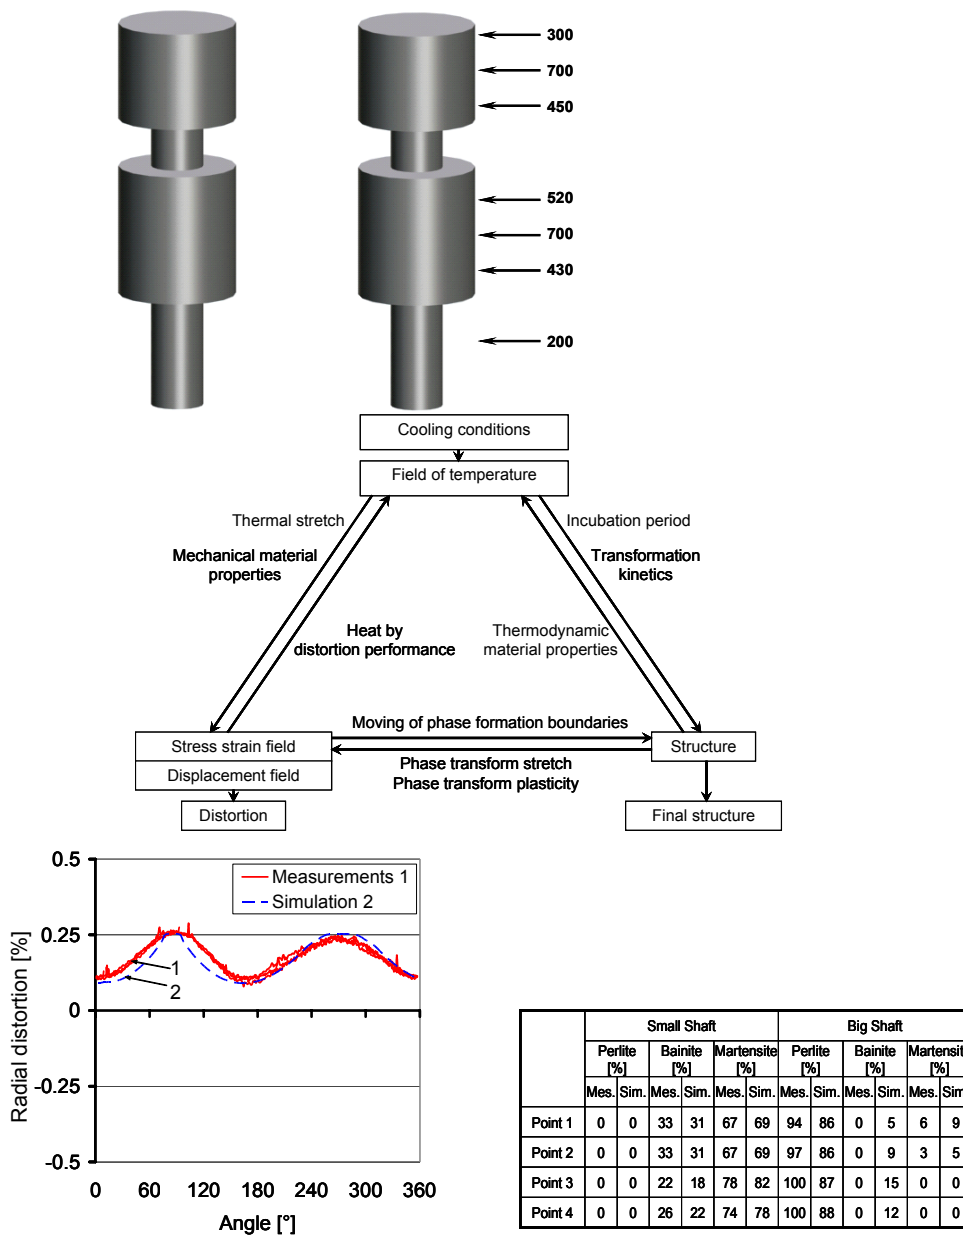 300
700
450
520
700
430
200
Cooling conditions
Field of temperature
Thermal stretch
Incubation period
Mechanical material
properties
Transformation
kinetics
Heat by
distortion performance
Thermodynamic
material properties
Moving of phase formation boundaries
Stress strain field
Structure
Phase transform stretch
Phase transform plasticity
Displacement field
Distortion
Final structure
Radial distortion [%]
0.5
0.25
0
-0.25
-0.5
Measurements 1
Simulation 2
1
2
0 60 120 180 240 300 360
Angle [°]
Small Shaft Big Shaft
Perlite [%] Bainite [%] Martensite [%] Perlite [%] Bainite [%] Martensit [%]
Mes. Sim. Mes. Sim. Mes. Sim. Mes. Sim. Mes. Sim. Mes. Sim
Point 1 0 0 33 31 67 69 94 86 0 5 6 9
Point 2 0 0 33 31 67 69 97 86 0 9 3 5
Point 3 0 0 22 18 78 82 100 87 0 15 0 0
Point 4 0 0 26 22 74 78 100 88 0 12 0 0